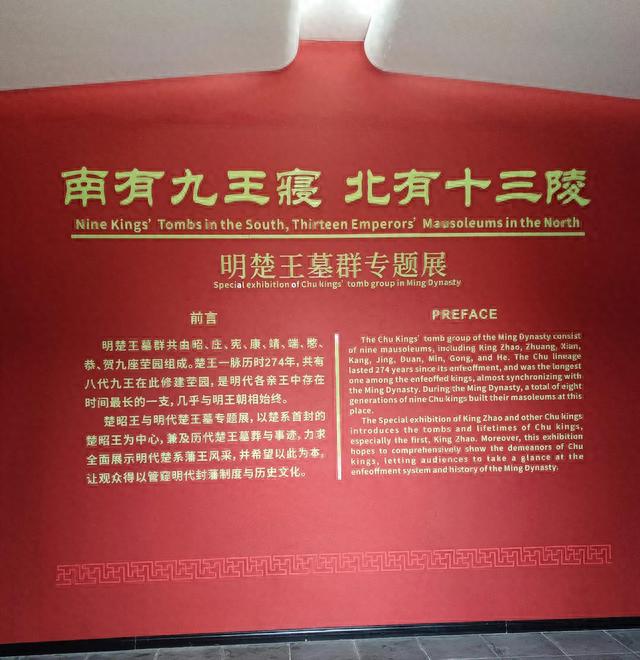 南有九王寝 北有十三陵
Nine Kings' Tombs in the South, Thirteen Emperors' Mausoleums in the North
明楚王墓群专题展
Special exhibition of Chu kings' tomb group in Ming Dynasty
前言
明楚王墓群共由昭、庄、宪、康、靖、端、愍、
恭、贺九座茔园组成。楚王一脉历时274年，共有
八代九王在此修建茔园，是明代各亲王中存在
时间最长的一支，几乎与明王朝相始终。
楚昭王与明代楚王墓专题展，以楚系首封的
楚昭王为中心，兼及历代楚王墓葬与事迹，力求
全面展示明代楚系藩王风采，并希望以此为本，
让观众得以管窥明代封藩制度与历史文化。
PREFACE
The Chu Kings' tomb group of the Ming Dynasty consist
of nine mausoleums, including King Zhao, Zhuang, Xian,
Kang, Jing, Duan, Min, Gong, and He. The Chu lineage
lasted 274 years since its enfeoffment, and was the longest
one among the enfeoffed kings, almost synchronizing with
the Ming Dynasty. During the Ming Dynasty, a total of eight
generations of nine Chu kings built their masoleums at this
place.
The Special exhibition of King Zhao and other Chu kings
introduces the tombs and lifetimes of Chu kings,
especially the first, King Zhao. Moreover, this exhibition
hopes to comprehensively show the demeanors of Chu
kings, letting audiences to take a glance at the
enfeoffment system and history of the Ming Dynasty.